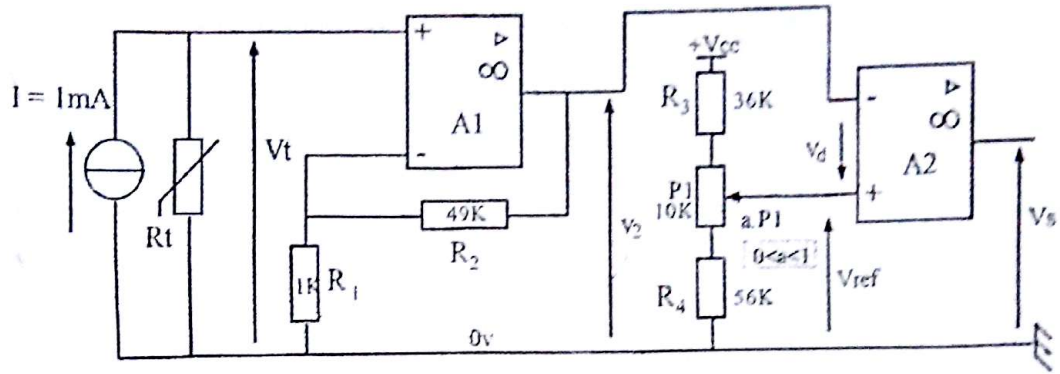 I = 1mA
Rt
Vt
+
-
▷
∞
A1
49K
R2
1K
R1
0v
V2
+Vcc
R3
36K
P1
10K
a.P1
0<a<1
R4
56K
Vd
Vref
-
+
▷
∞
A2
Vs